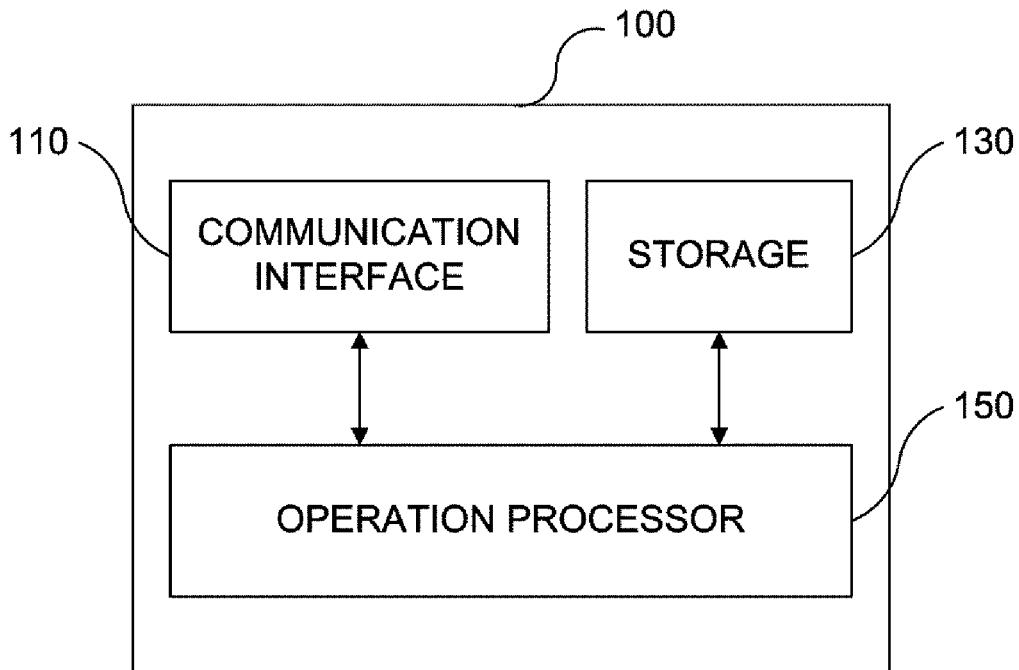 100
110
130
COMMUNICATION
INTERFACE
STORAGE
150
OPERATION PROCESSOR